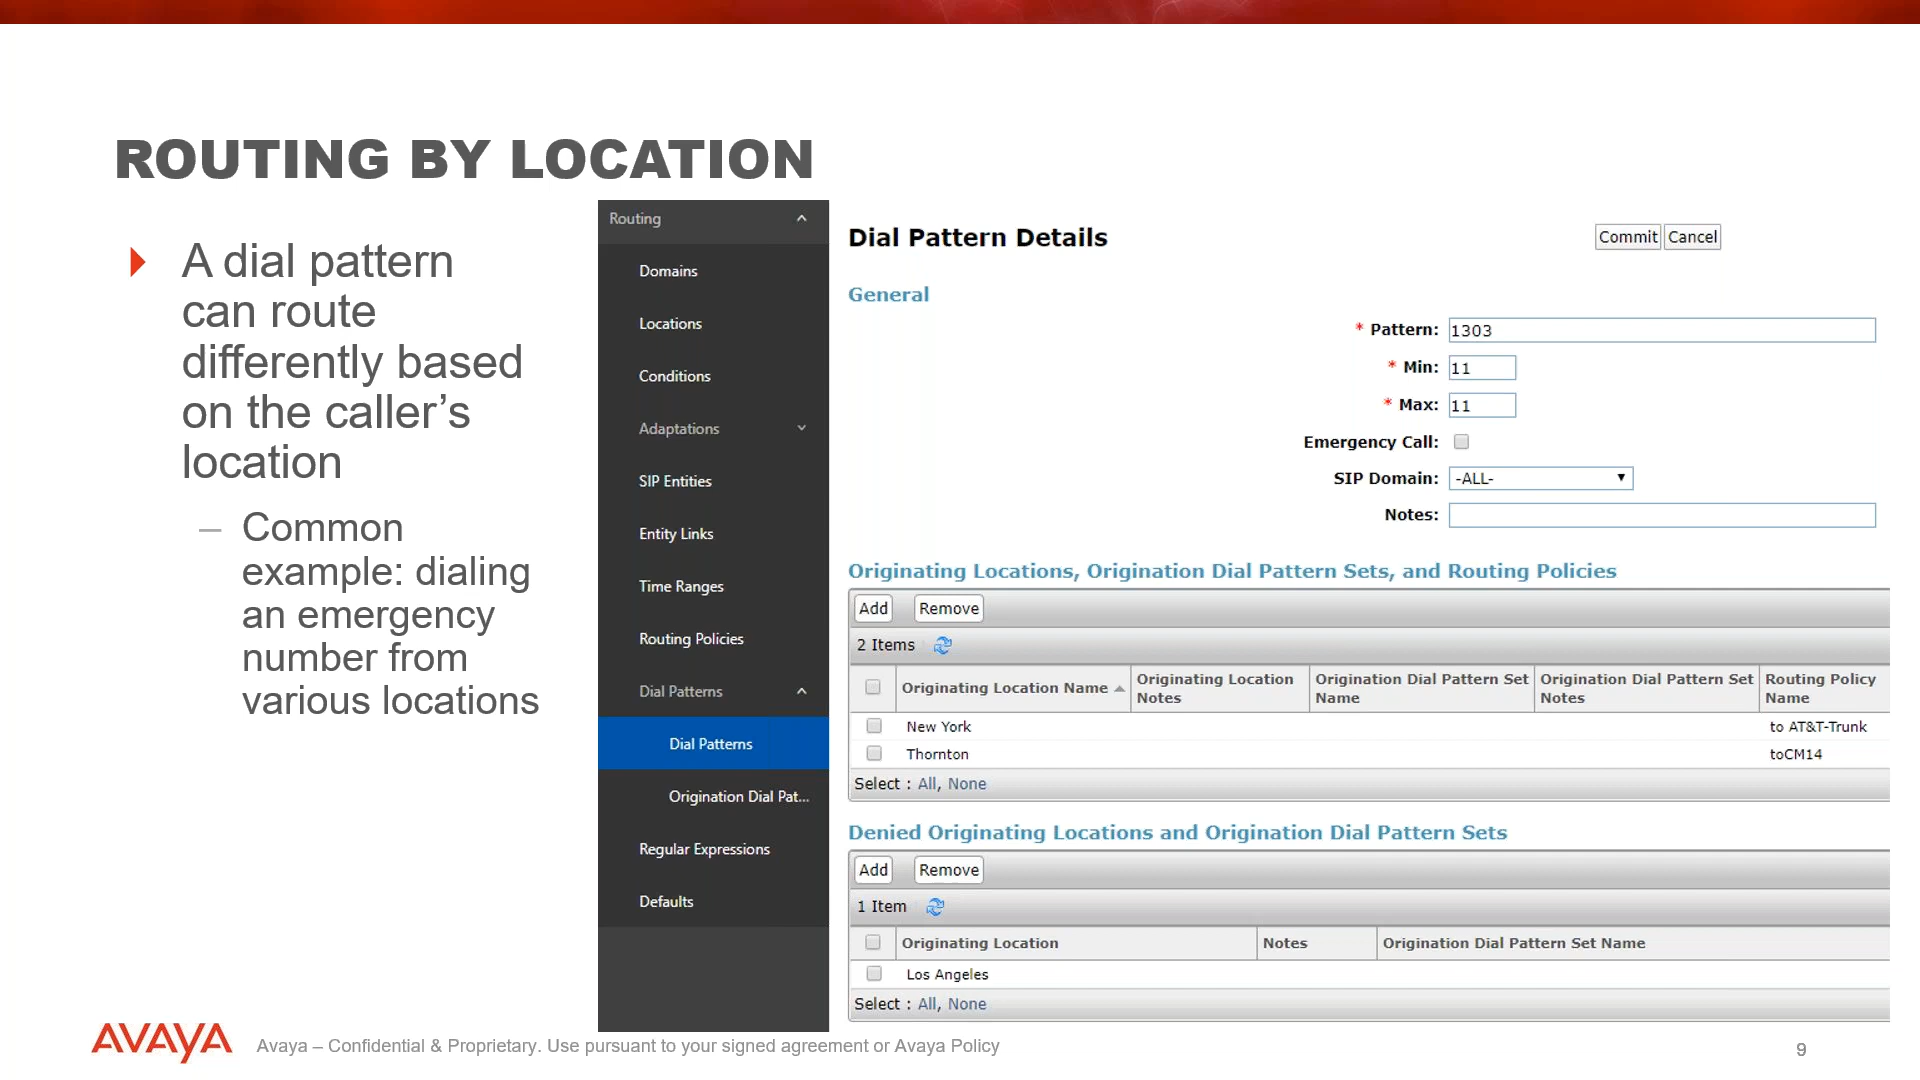 ROUTING BY LOCATION
A dial pattern
can route
differently based
on the caller’s
location
– Common
example: dialing
an emergency
number from
various locations
Routing
Domains
Locations
Conditions
Adaptations
SIP Entities
Entity Links
Time Ranges
Routing Policies
Dial Patterns
Dial Patterns
Origination Dial Pat...
Regular Expressions
Defaults
Dial Pattern Details
Commit Cancel
General
* Pattern: 1303
* Min: 11
* Max: 11
Emergency Call:
SIP Domain: -ALL-
Notes:
Originating Locations, Origination Dial Pattern Sets, and Routing Policies
Add Remove
2 Items
Originating Location Name Originating Location Notes Origination Dial Pattern Set Name Origination Dial Pattern Set Notes Routing Policy Name
New York to AT&T-Trunk
Thornton toCM14
Select : All, None
Denied Originating Locations and Origination Dial Pattern Sets
Add Remove
1 Item
Originating Location Notes Origination Dial Pattern Set Name
Los Angeles
Select : All, None
AVAYA Avaya – Confidential & Proprietary. Use pursuant to your signed agreement or Avaya Policy 9